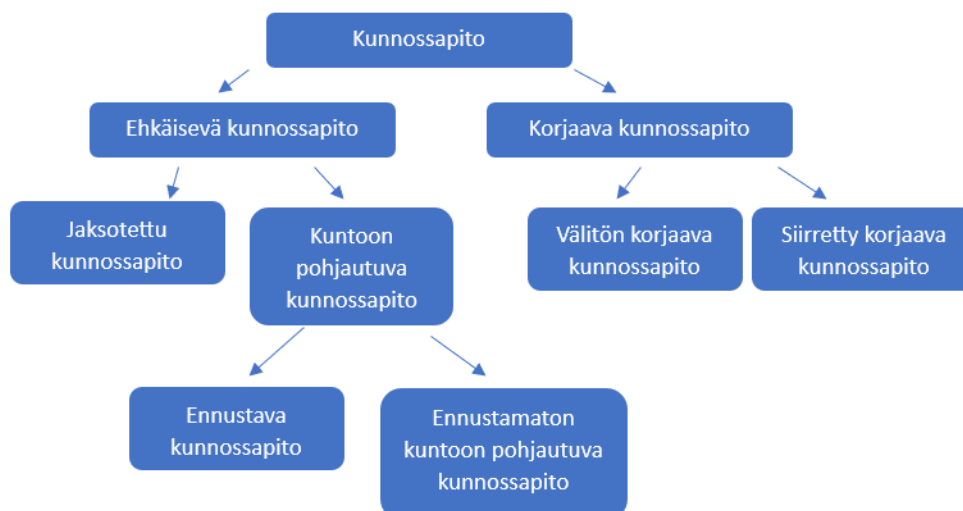 Kunnossapito
Ehkäisevä kunnossapito
Korjaava kunnossapito
Jaksotettu
kunnossapito
Kuntoon
pohjautuva
kunnossapito
Välitön korjaava
kunnossapito
Siirretty korjaava
kunnossapito
Ennustava
kunnossapito
Ennustamaton
kuntoon pohjautuva
kunnossapito